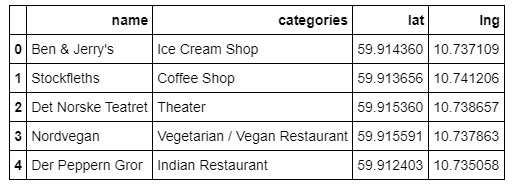 name categories lat lng
0 Ben & Jerry's Ice Cream Shop 59.914360 10.737109
1 Stockfleths Coffee Shop 59.913656 10.741206
2 Det Norske Teatret Theater 59.915360 10.738657
3 Nordvegan Vegetarian / Vegan Restaurant 59.915591 10.737863
4 Der Peppern Gror Indian Restaurant 59.912403 10.735058